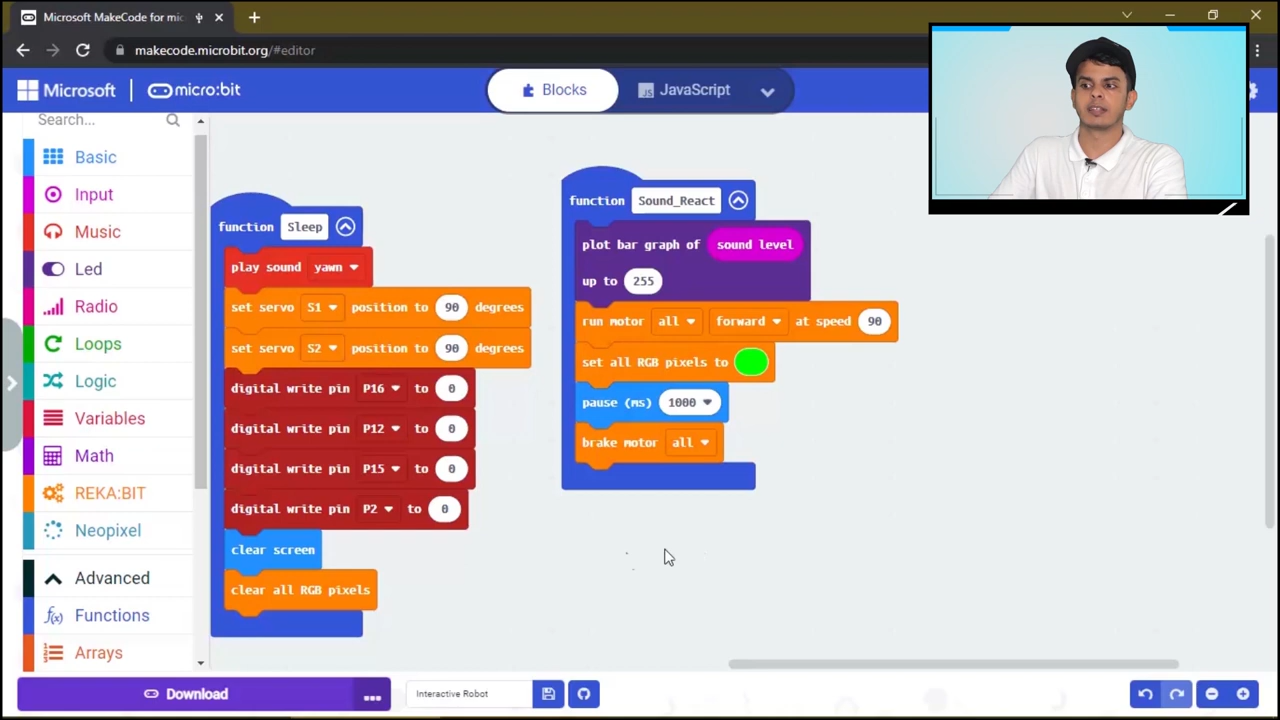 Microsoft MakeCode for mic
makecode.microbit.org/#editor
Microsoft
micro:bit
Blocks
JS JavaScript
Search...
Basic
Input
Music
Led
Radio
Loops
Logic
Variables
Math
REKA:BIT
Neopixel
Advanced
f(x) Functions
Arrays
function Sleep
play sound yawn
set servo S1 position to 90 degrees
set servo S2 position to 90 degrees
digital write pin P16 to 0
digital write pin P12 to 0
digital write pin P15 to 0
digital write pin P2 to 0
clear screen
clear all RGB pixels
function Sound_React
plot bar graph of sound level
up to 255
run motor all forward at speed 90
set all RGB pixels to
pause (ms) 1000
brake motor all
Download
...
Interactive Robot